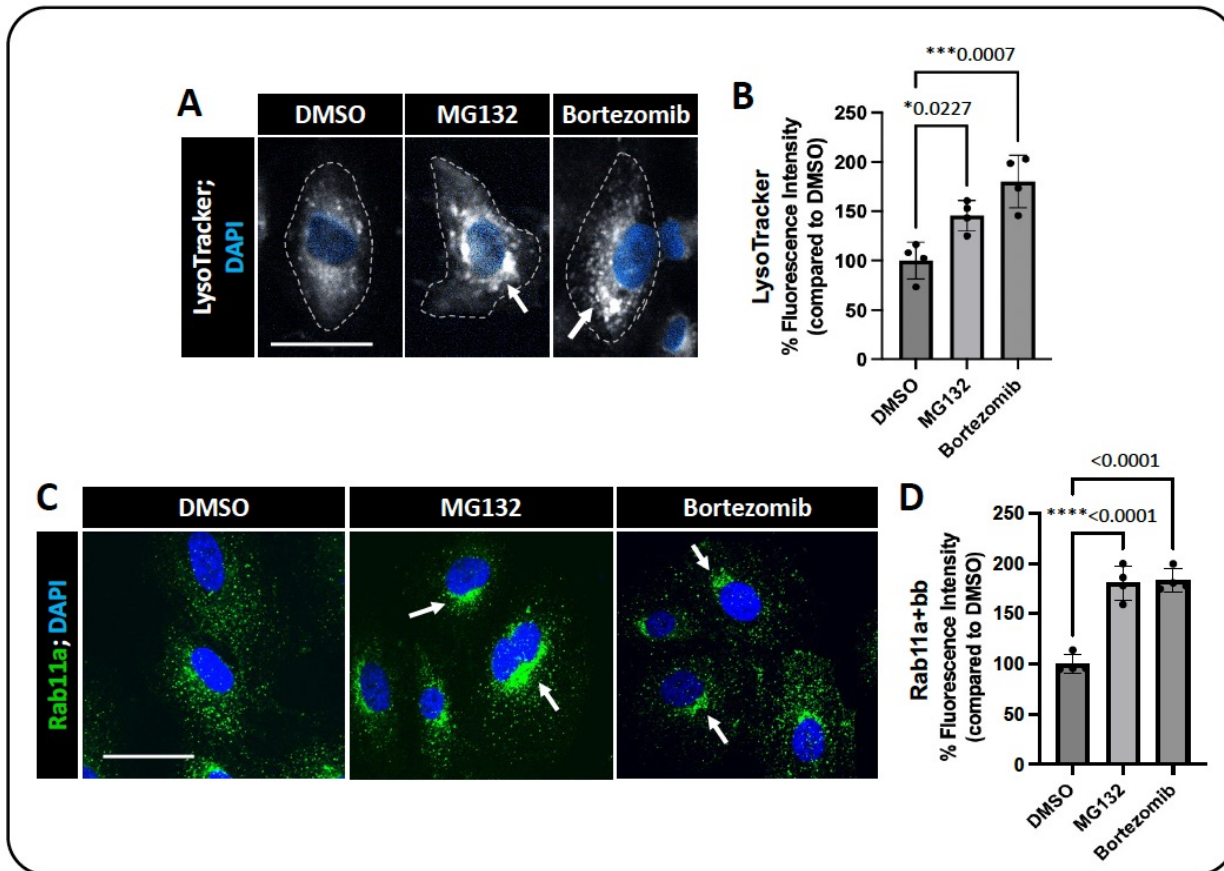 A
DMSO
MG132
Bortezomib
LysoTracker;
DAPI
B
***0.0007
*0.0227
LysoTracker
% Fluorescence Intensity
(compared to DMSO)
250
200
150
100
50
0
DMSO
MG132
Bortezomib
C
DMSO
MG132
Bortezomib
Rab11a; DAPI
D
<0.0001
****<0.0001
Rab11a+bb
% Fluorescence Intensity
(compared to DMSO)
250
200
150
100
50
0
DMSO
MG132
Bortezomib